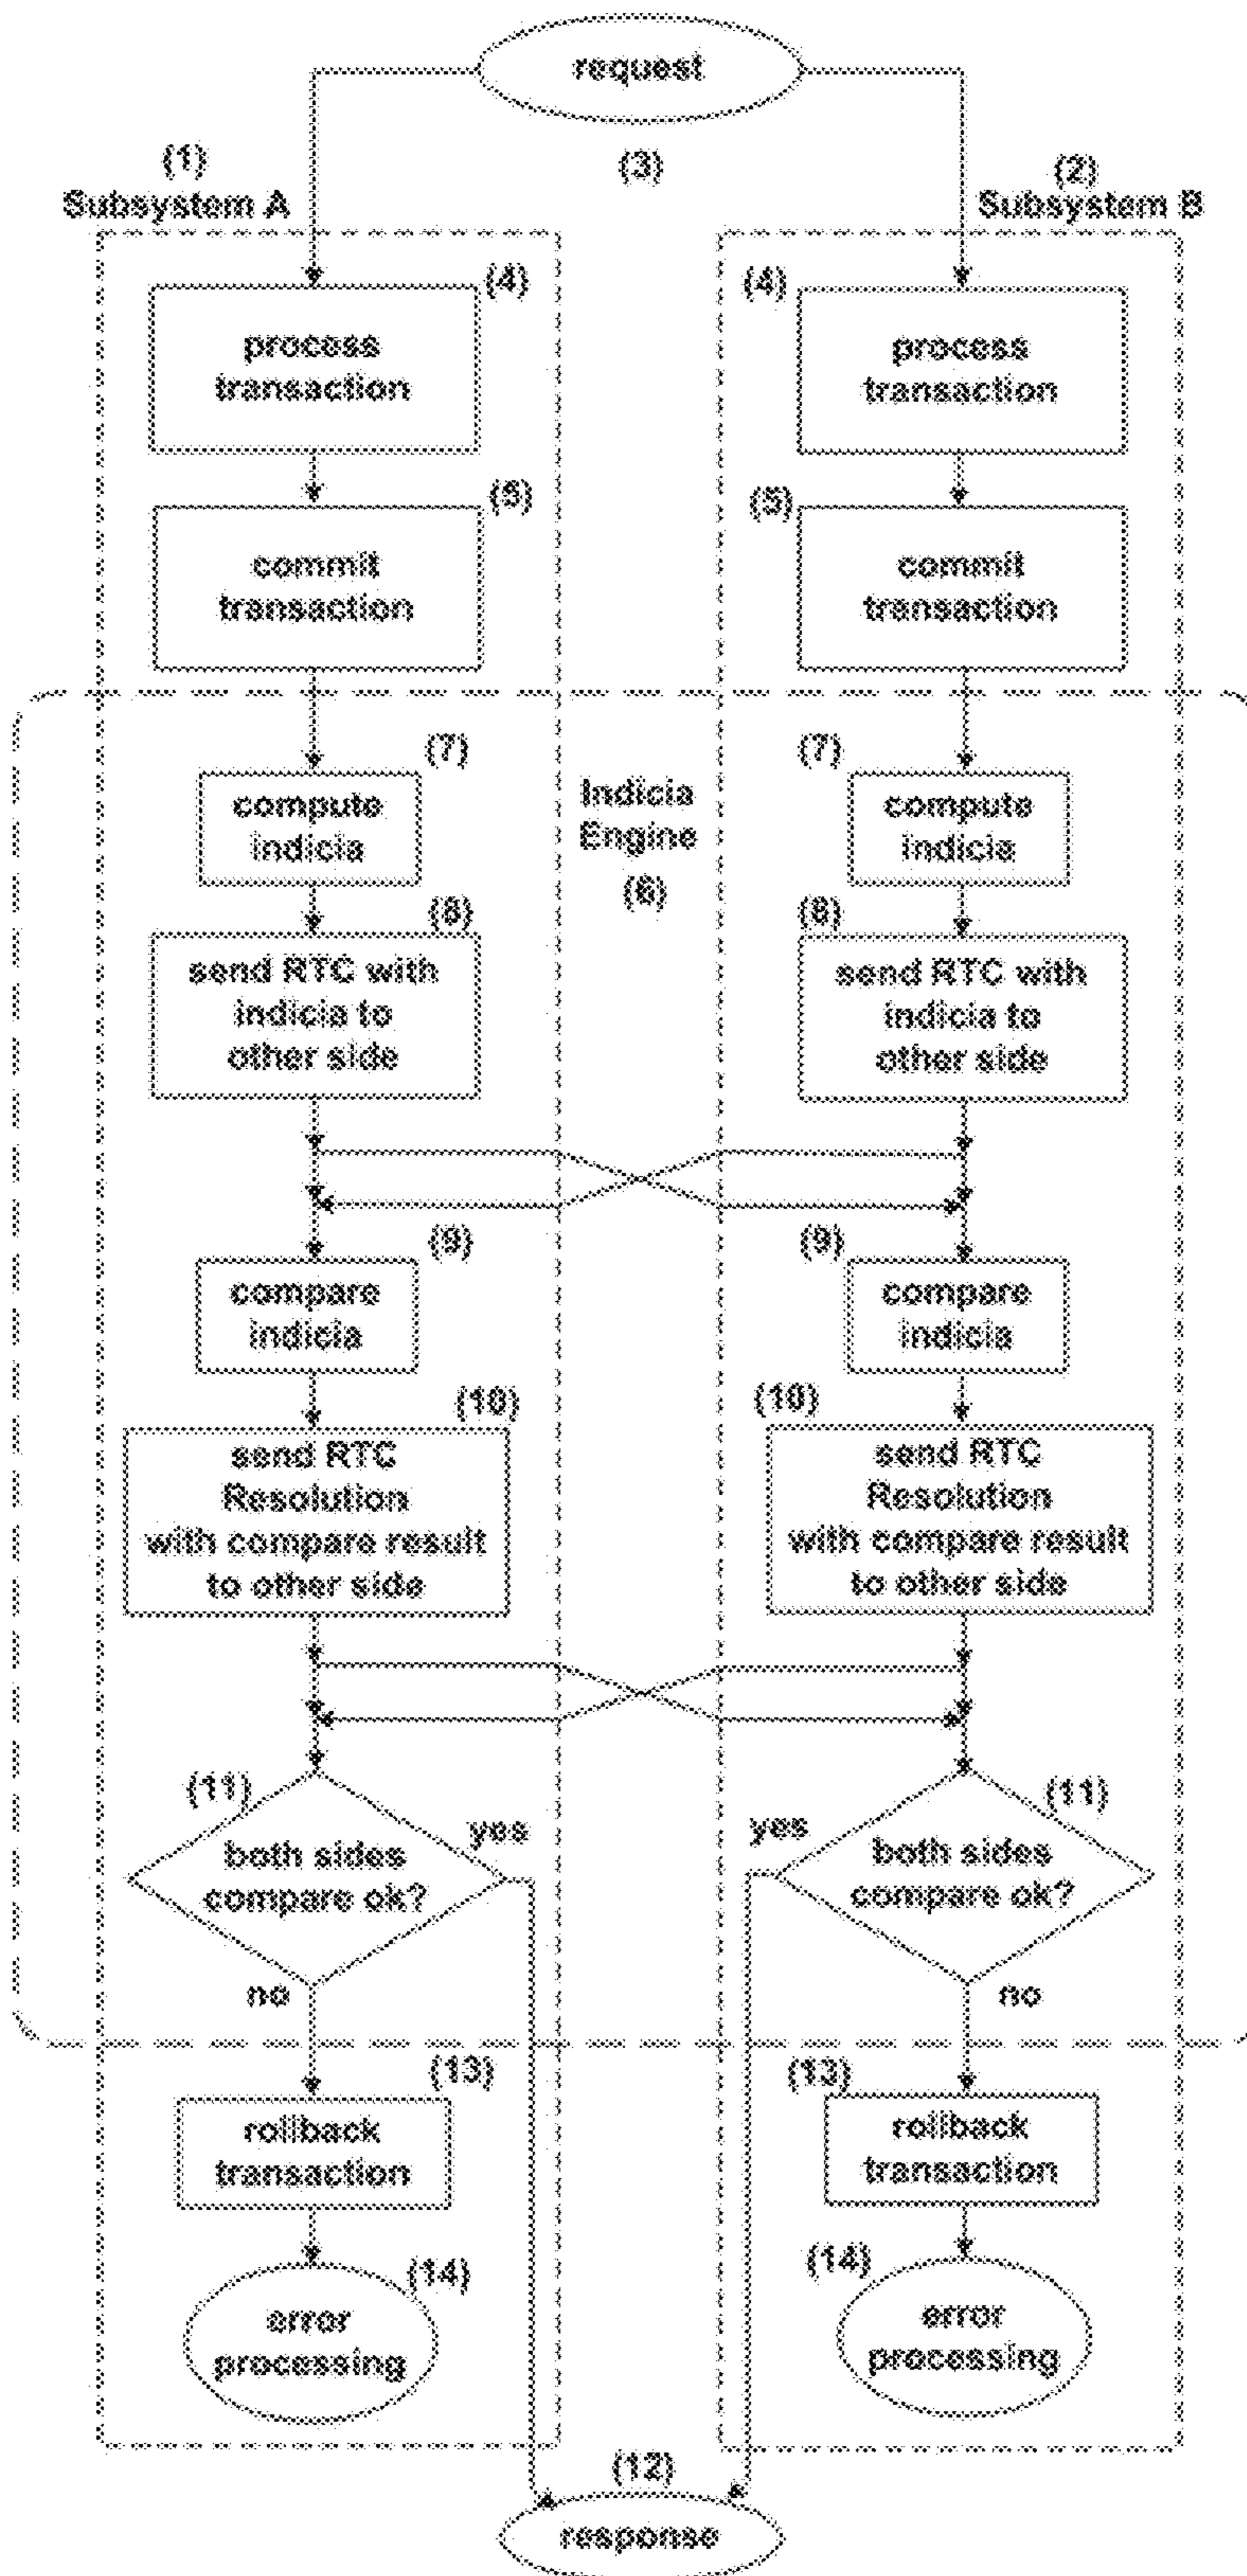 request
(3)
(1)
Subsystem A
(2)
Subsystem B
(4)
process
transaction
(4)
process
transaction
(5)
commit
transaction
(5)
commit
transaction
Indicia
Engine
(6)
(7)
compute
indicia
(7)
compute
indicia
(8)
send RTC with
indicia to
other side
(8)
send RTC with
indicia to
other side
(9)
compare
indicia
(9)
compare
indicia
(10)
send RTC
Resolution
with compare result
to other side
(10)
send RTC
Resolution
with compare result
to other side
(11)
both sides
compare ok?
yes
no
(11)
both sides
compare ok?
yes
no
(13)
rollback
transaction
(13)
rollback
transaction
(14)
error
processing
(14)
error
processing
(12)
response